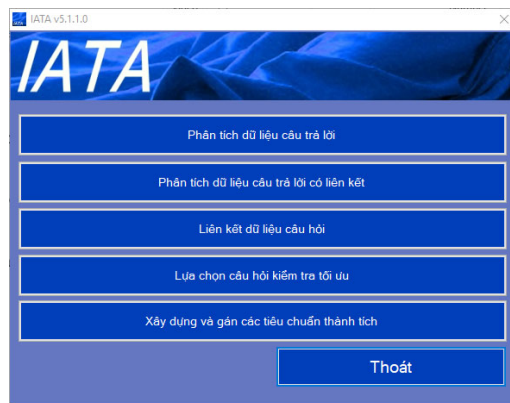 IATA v5.1.1.0
IATA
Phân tích dữ liệu câu trả lời
Phân tích dữ liệu câu trả lời có liên kết
Liên kết dữ liệu câu hỏi
Lựa chọn câu hỏi kiểm tra tối ưu
Xây dựng và gán các tiêu chuẩn thành tích
Thoát